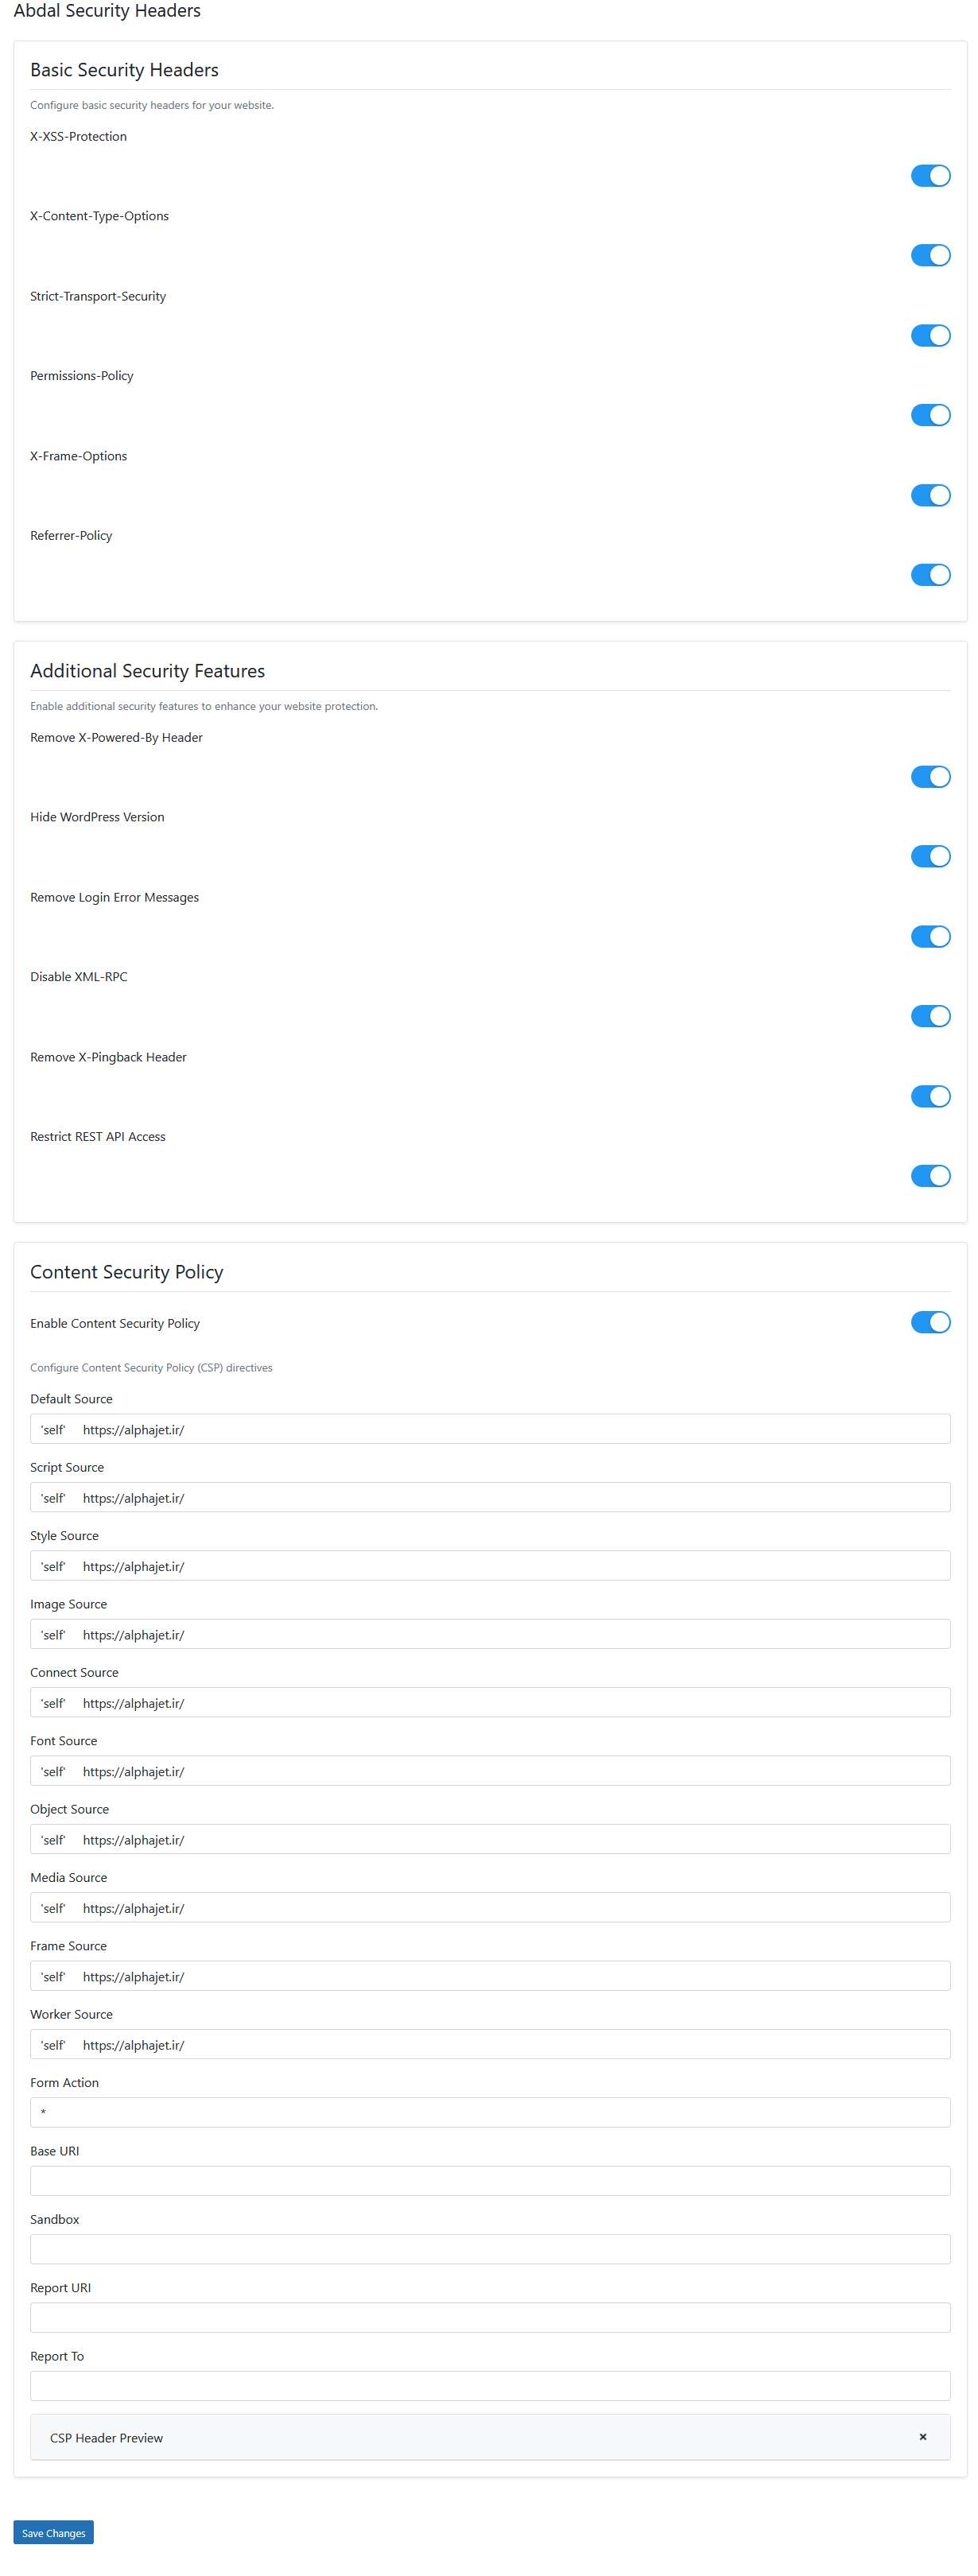 Abdal Security Headers
Basic Security Headers
Configure basic security headers for your website.
X-XSS-Protection
X-Content-Type-Options
Strict-Transport-Security
Permissions-Policy
X-Frame-Options
Referrer-Policy
Additional Security Features
Enable additional security features to enhance your website protection.
Remove X-Powered-By Header
Hide WordPress Version
Remove Login Error Messages
Disable XML-RPC
Remove X-Pingback Header
Restrict REST API Access
Content Security Policy
Enable Content Security Policy
Configure Content Security Policy (CSP) directives
Default Source
'self' https://alphajet.ir/
Script Source
'self' https://alphajet.ir/
Style Source
'self' https://alphajet.ir/
Image Source
'self' https://alphajet.ir/
Connect Source
'self' https://alphajet.ir/
Font Source
'self' https://alphajet.ir/
Object Source
'self' https://alphajet.ir/
Media Source
'self' https://alphajet.ir/
Frame Source
'self' https://alphajet.ir/
Worker Source
'self' https://alphajet.ir/
Form Action
*
Base URI
Sandbox
Report URI
Report To
CSP Header Preview ×
Save Changes